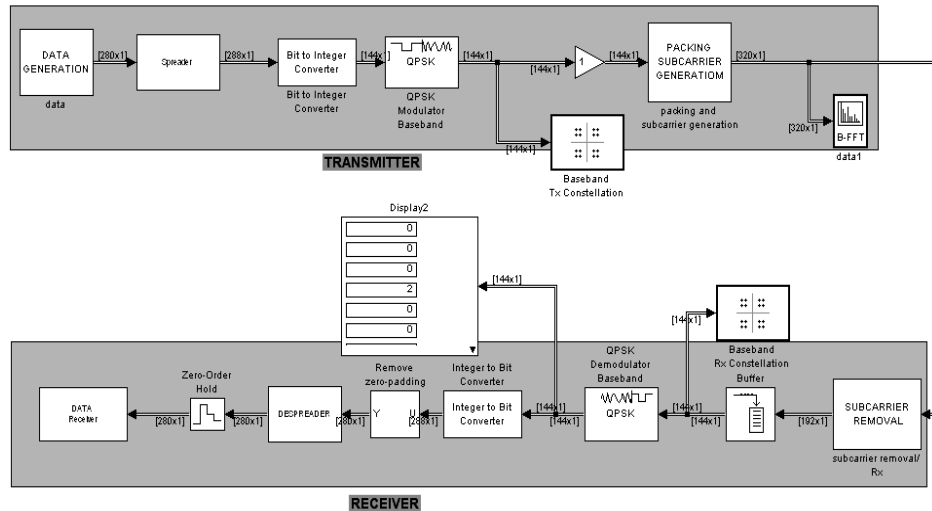 DATA
GENERATION
data
[280x1]
Spreader
[288x1]
Bit to Integer
Converter
Bit to Integer
Converter
[144x1]
QPSK
QPSK
Modulator
Baseband
[144x1]
[144x1]
1
[144x1]
PACKING
SUBCARRIER
GENERATIOM
packing and
subcarrier generation
[320x1]
[320x1]
B-FFT
data1
[144x1]
Baseband
Tx Constellation
TRANSMITTER
Display2
0
0
0
2
0
0
[144x1]
[144x1]
Baseband
Rx Constellation
DATA
Receiver
[280x1]
Zero-Order
Hold
[280x1]
DESPREADER
[280x1]
Remove
zero-padding
Y
U
[288x1]
Integer to Bit
Converter
Integer to Bit
Converter
[144x1]
[144x1]
QPSK
Demodulator
Baseband
QPSK
[144x1]
[144x1]
Buffer
[192x1]
SUBCARRIER
REMOVAL
subcarrier removal/
Rx
RECEIVER